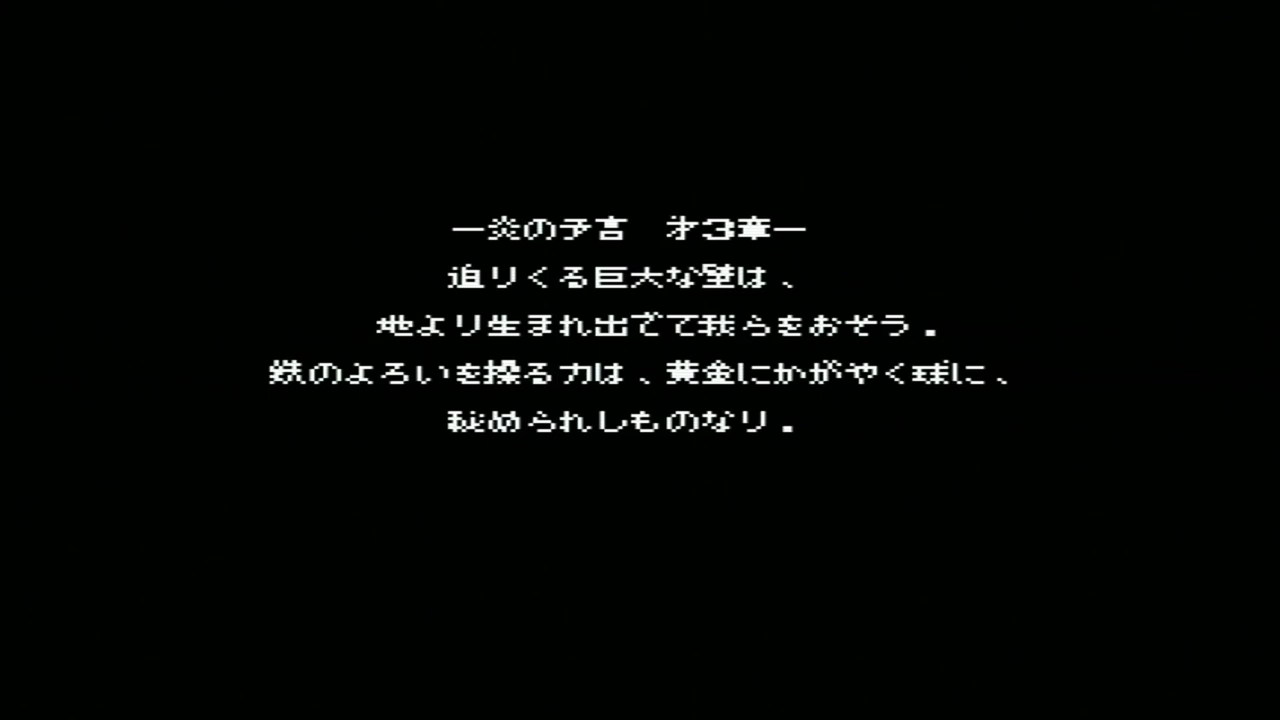 ー炎の予言　才3章ー
迫りくる巨大な壁は、
地より生まれ出でて我らをおそう.
鉄のよろいを操る力は、黄金にかがやく球に、
秘められしものなり.